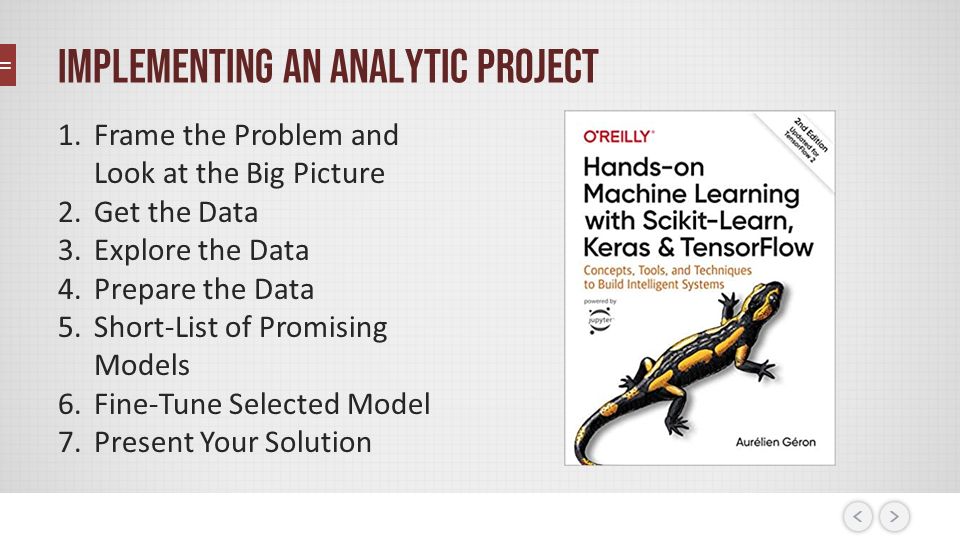 IMPLEMENTING AN ANALYTIC PROJECT
1. Frame the Problem and
Look at the Big Picture
2. Get the Data
3. Explore the Data
4. Prepare the Data
5. Short-List of Promising
Models
6. Fine-Tune Selected Model
7. Present Your Solution
O'REILLY®
2nd Edition
Updated for
TensorFlow 2
Hands-on
Machine Learning
with Scikit-Learn,
Keras & TensorFlow
Concepts, Tools, and Techniques
to Build Intelligent Systems
powered by
jupyter
Aurélien Géron